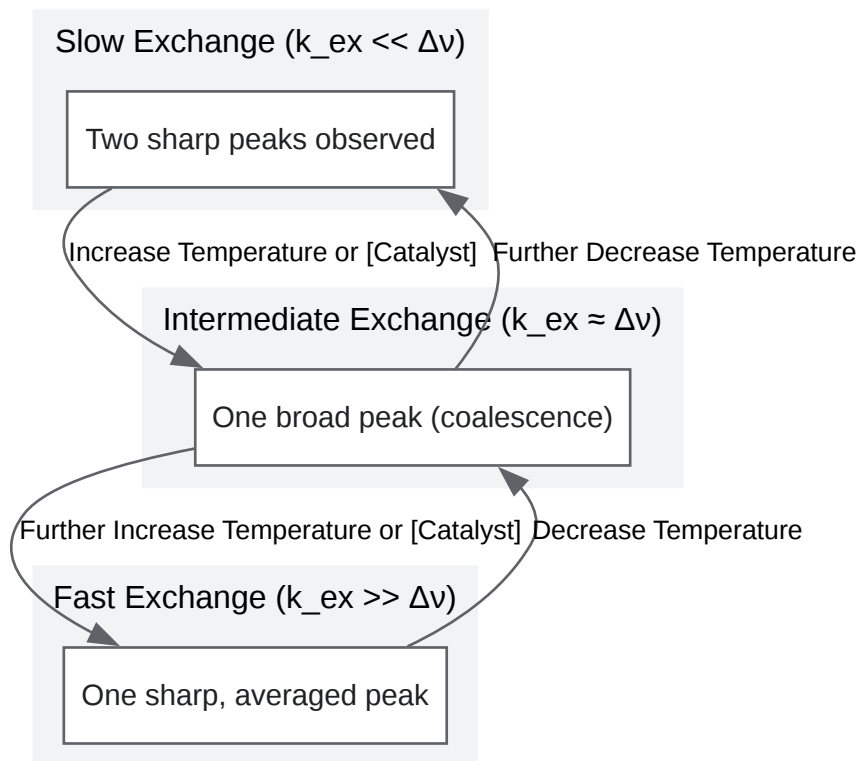 Slow Exchange (k_ex << Δν)
Two sharp peaks observed
Increase Temperature or [Catalyst]
Further Decrease Temperature
Intermediate Exchange (k_ex ≈ Δν)
One broad peak (coalescence)
Further Increase Temperature or [Catalyst]
Decrease Temperature
Fast Exchange (k_ex >> Δν)
One sharp, averaged peak